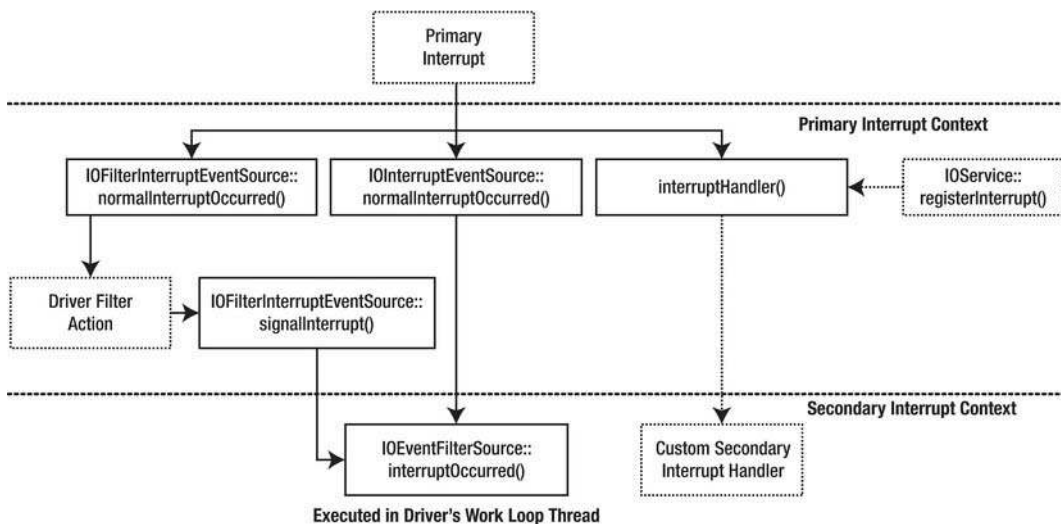 Primary
Interrupt
Primary Interrupt Context
IOFilterInterruptEventSource::
normalInterruptOccurred()
IOInterruptEventSource::
normalInterruptOccurred()
interruptHandler()
IOService::
registerInterrupt()
Driver Filter
Action
IOFilterInterruptEventSource::
signalInterrupt()
Secondary Interrupt Context
IOEventFilterSource::
interruptOccurred()
Custom Secondary
Interrupt Handler
Executed in Driver's Work Loop Thread